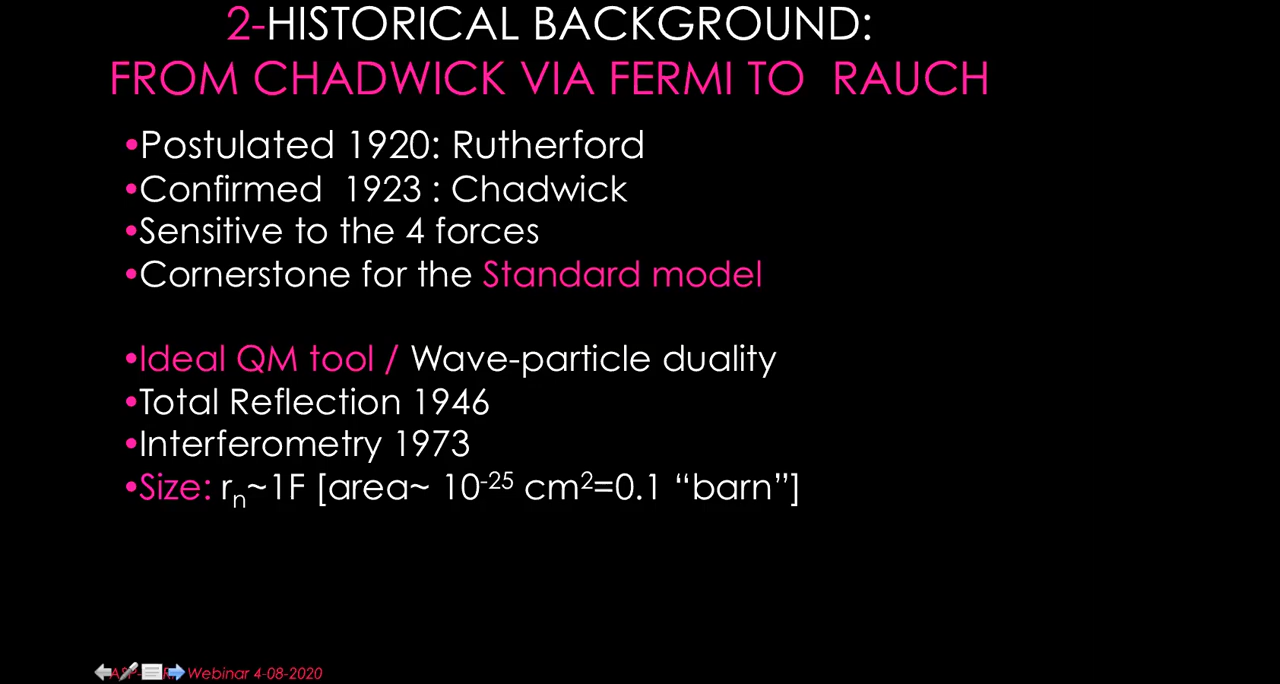 2-HISTORICAL BACKGROUND:
FROM CHADWICK VIA FERMI TO RAUCH
•Postulated 1920: Rutherford
•Confirmed 1923 : Chadwick
•Sensitive to the 4 forces
•Cornerstone for the Standard model
•Ideal QM tool / Wave-particle duality
•Total Reflection 1946
•Interferometry 1973
•Size: rₙ~1F [area~ 10⁻²⁵ cm²=0.1 “barn”]
Webinar 4-08-2020